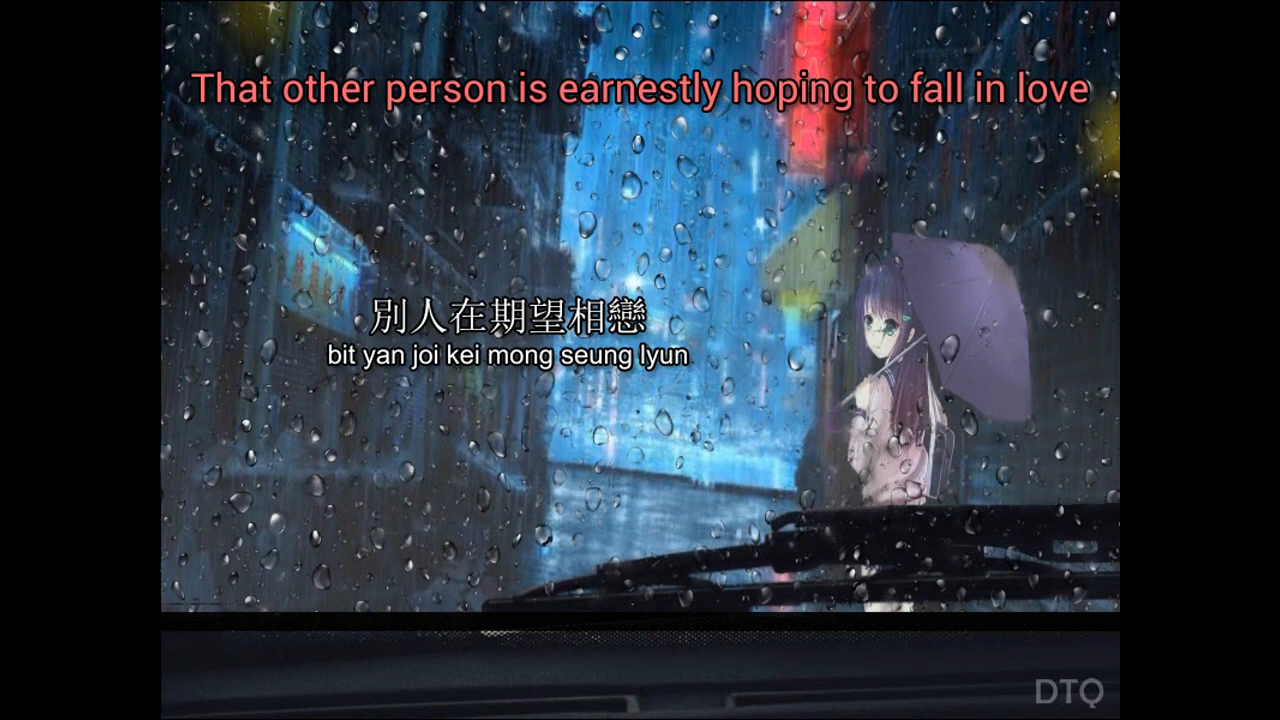 That other person is earnestly hoping to fall in love
別人在期望相戀
bit yan joi kei mong seung lyun
DTQ